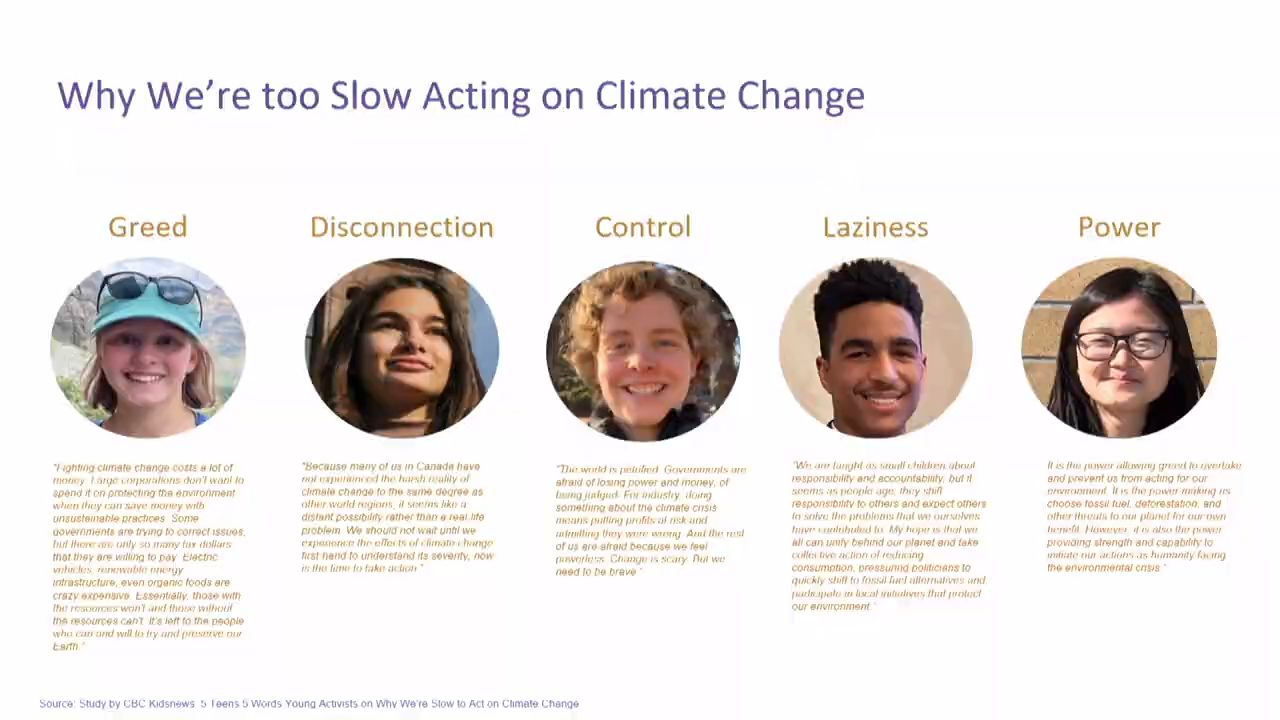 Why We're too Slow Acting on Climate Change
Greed
Disconnection
Control
Laziness
Power
"Fighting climate change costs a lot of
money. Large corporations don't want to
spend it on protecting the environment
when they can save money with
unsustainable practices. Some
governments are trying to correct issues,
but there are only so many tax dollars
that they are willing to pay. Electric
vehicles, renewable energy
infrastructure, even organic foods are
crazy expensive. Essentially, those with
the resources won't and those without
the resources can't. It's left to the people
who can and will to try and preserve our
Earth."
"Because many of us in Canada have
not experienced the harsh reality of
climate change to the same degree as
other world regions, it seems like a
distant possibility rather than a real-life
problem. We should not wait until we
experience the effects of climate change
first hand to understand its severity, now
is the time to take action."
"The world is petrified. Governments are
afraid of losing power and money, of
being judged. For industry, doing
something about the climate crisis
means putting profits at risk and
admitting they were wrong. And the rest
of us are afraid because we feel
powerless. Change is scary. But we
need to be brave."
"We are taught as small children about
responsibility and accountability, but it
seems as people age, they shift
responsibility to others and expect others
to solve the problems that we ourselves
have contributed to. My hope is that we
all can unify behind our planet and take
collective action of reducing
consumption, pressuring politicians to
quickly shift to fossil fuel alternatives and
participate in local initiatives that protect
our environment."
It is the power allowing greed to overtake
and prevent us from acting for our
environment. It is the power making us
choose fossil fuel, deforestation, and
other threats to our planet for our own
benefit. However, it is also the power
providing strength and capability to
initiate our actions as humanity facing
the environmental crisis."
Source: Study by CBC Kidsnews 5 Teens 5 Words Young Activists on Why We're Slow to Act on Climate Change